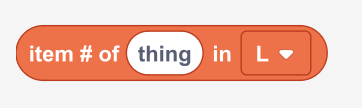 item # of thing in L